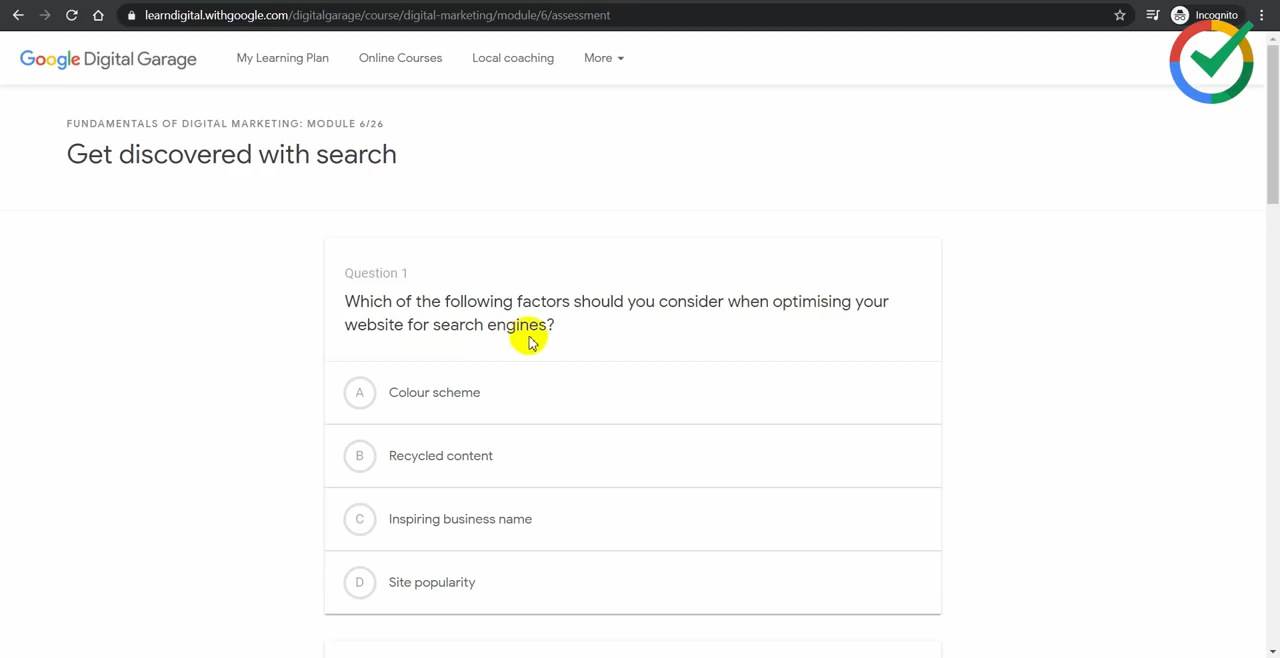 learndigital.withgoogle.com/digitalgarage/course/digital-marketing/module/6/assessment
Incognito
Google Digital Garage
My Learning Plan
Online Courses
Local coaching
More
FUNDAMENTALS OF DIGITAL MARKETING: MODULE 6/26
Get discovered with search
Question 1
Which of the following factors should you consider when optimising your
website for search engines?
A Colour scheme
B Recycled content
C Inspiring business name
D Site popularity